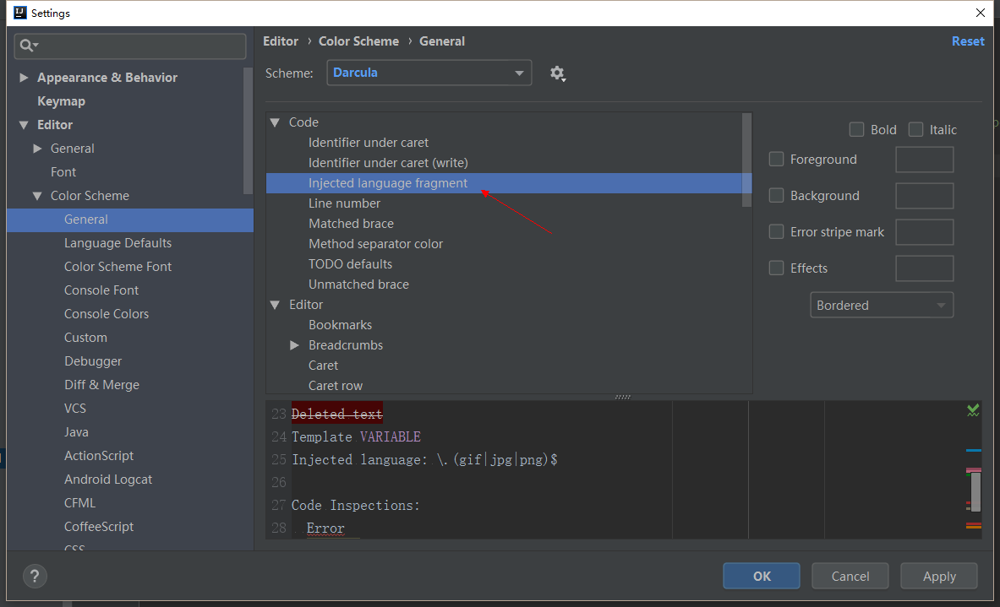 Settings
Editor › Color Scheme › General
Reset
Scheme: Darcula
Appearance & Behavior
Keymap
Editor
General
Font
Color Scheme
General
Language Defaults
Color Scheme Font
Console Font
Console Colors
Custom
Debugger
Diff & Merge
VCS
Java
ActionScript
Android Logcat
CFML
CoffeeScript
CSS
Code
Identifier under caret
Identifier under caret (write)
Injected language fragment
Line number
Matched brace
Method separator color
TODO defaults
Unmatched brace
Editor
Bookmarks
Breadcrumbs
Caret
Caret row
Bold Italic
Foreground
Background
Error stripe mark
Effects
Bordered
23 Deleted text
24 Template VARIABLE
25 Injected language: \.(gif|jpg|png)$
26
27 Code Inspections:
28 Error
?
OK Cancel Apply